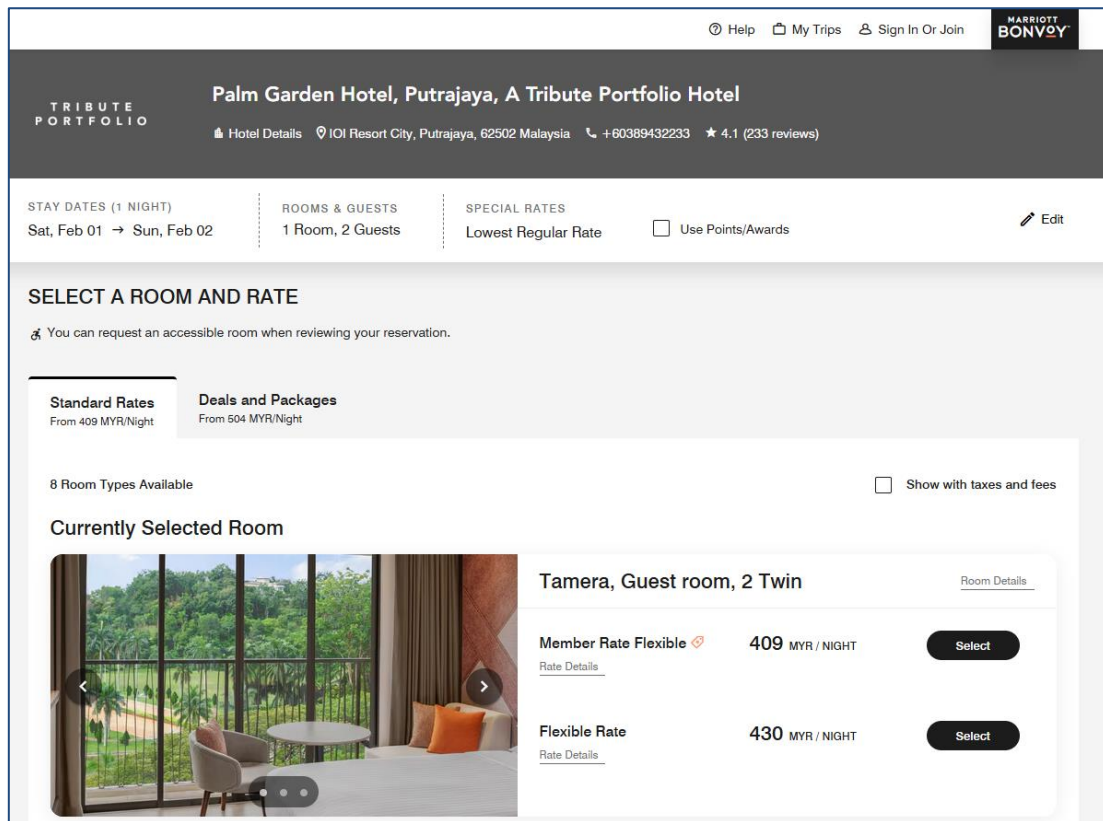 Help My Trips Sign In Or Join
MARRIOTT
BONVOY
TRIBUTE
PORTFOLIO
Palm Garden Hotel, Putrajaya, A Tribute Portfolio Hotel
Hotel Details IOI Resort City, Putrajaya, 62502 Malaysia +60389432233 ★ 4.1 (233 reviews)
STAY DATES (1 NIGHT)
Sat, Feb 01 → Sun, Feb 02
ROOMS & GUESTS
1 Room, 2 Guests
SPECIAL RATES
Lowest Regular Rate
Use Points/Awards
Edit
SELECT A ROOM AND RATE
You can request an accessible room when reviewing your reservation.
Standard Rates
From 409 MYR/Night
Deals and Packages
From 504 MYR/Night
8 Room Types Available
Show with taxes and fees
Currently Selected Room
Tamera, Guest room, 2 Twin
Room Details
Member Rate Flexible
409 MYR / NIGHT
Select
Rate Details
Flexible Rate
430 MYR / NIGHT
Select
Rate Details